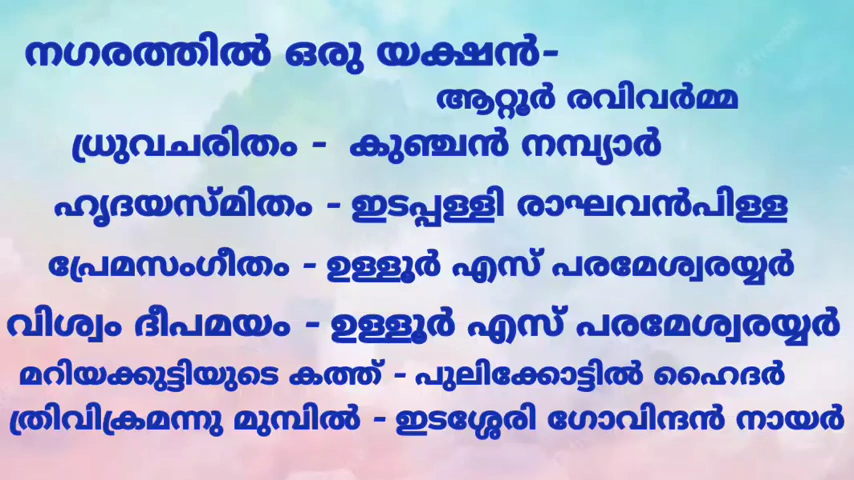 നഗരത്തിൽ ഒരു യക്ഷൻ-
ആറ്റൂർ രവിവർമ്മ
ധ്രുവചരിതം - കുഞ്ചൻ നമ്പ്യാർ
ഹൃദയസ്മിതം - ഇടപ്പള്ളി രാഘവൻപിള്ള
പ്രേമസംഗീതം - ഉള്ളൂർ എസ് പരമേശ്വരയ്യർ
വിശ്വം ദീപമയം - ഉള്ളൂർ എസ് പരമേശ്വരയ്യർ
മറിയക്കുട്ടിയുടെ കത്ത് - പുലിക്കോട്ടിൽ ഹൈദർ
ത്രിവിക്രമന്നു മുമ്പിൽ - ഇടശ്ശേരി ഗോവിന്ദൻ നായർ